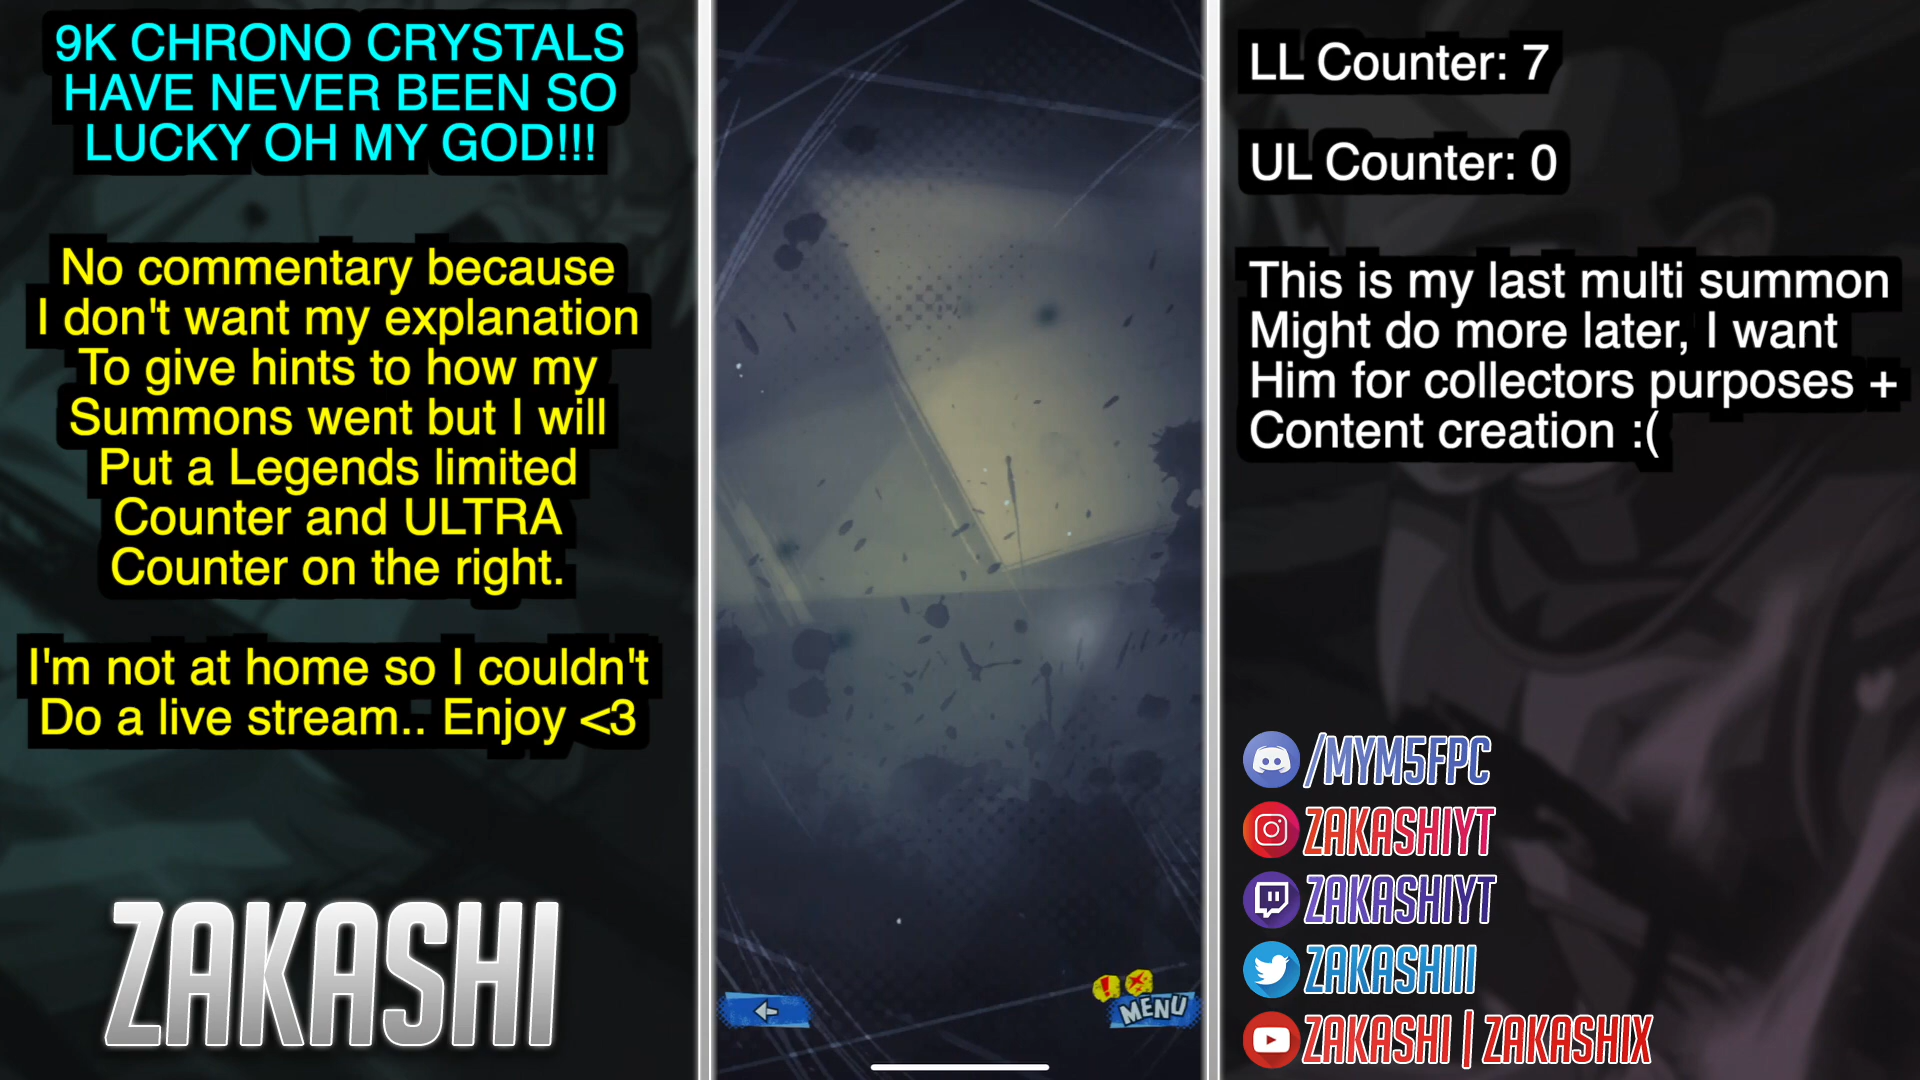 9K CHRONO CRYSTALS
HAVE NEVER BEEN SO
LUCKY OH MY GOD!!!
No commentary because
I don't want my explanation
To give hints to how my
Summons went but I will
Put a Legends limited
Counter and ULTRA
Counter on the right.
I'm not at home so I couldn't
Do a live stream.. Enjoy <3
ZAKASHI
MENU
LL Counter: 7
UL Counter: 0
This is my last multi summon
Might do more later, I want
Him for collectors purposes +
Content creation :(
/MYM5FPC
ZAKASHIYT
ZAKASHIYT
ZAKASHIII
ZAKASHI | ZAKASHIX